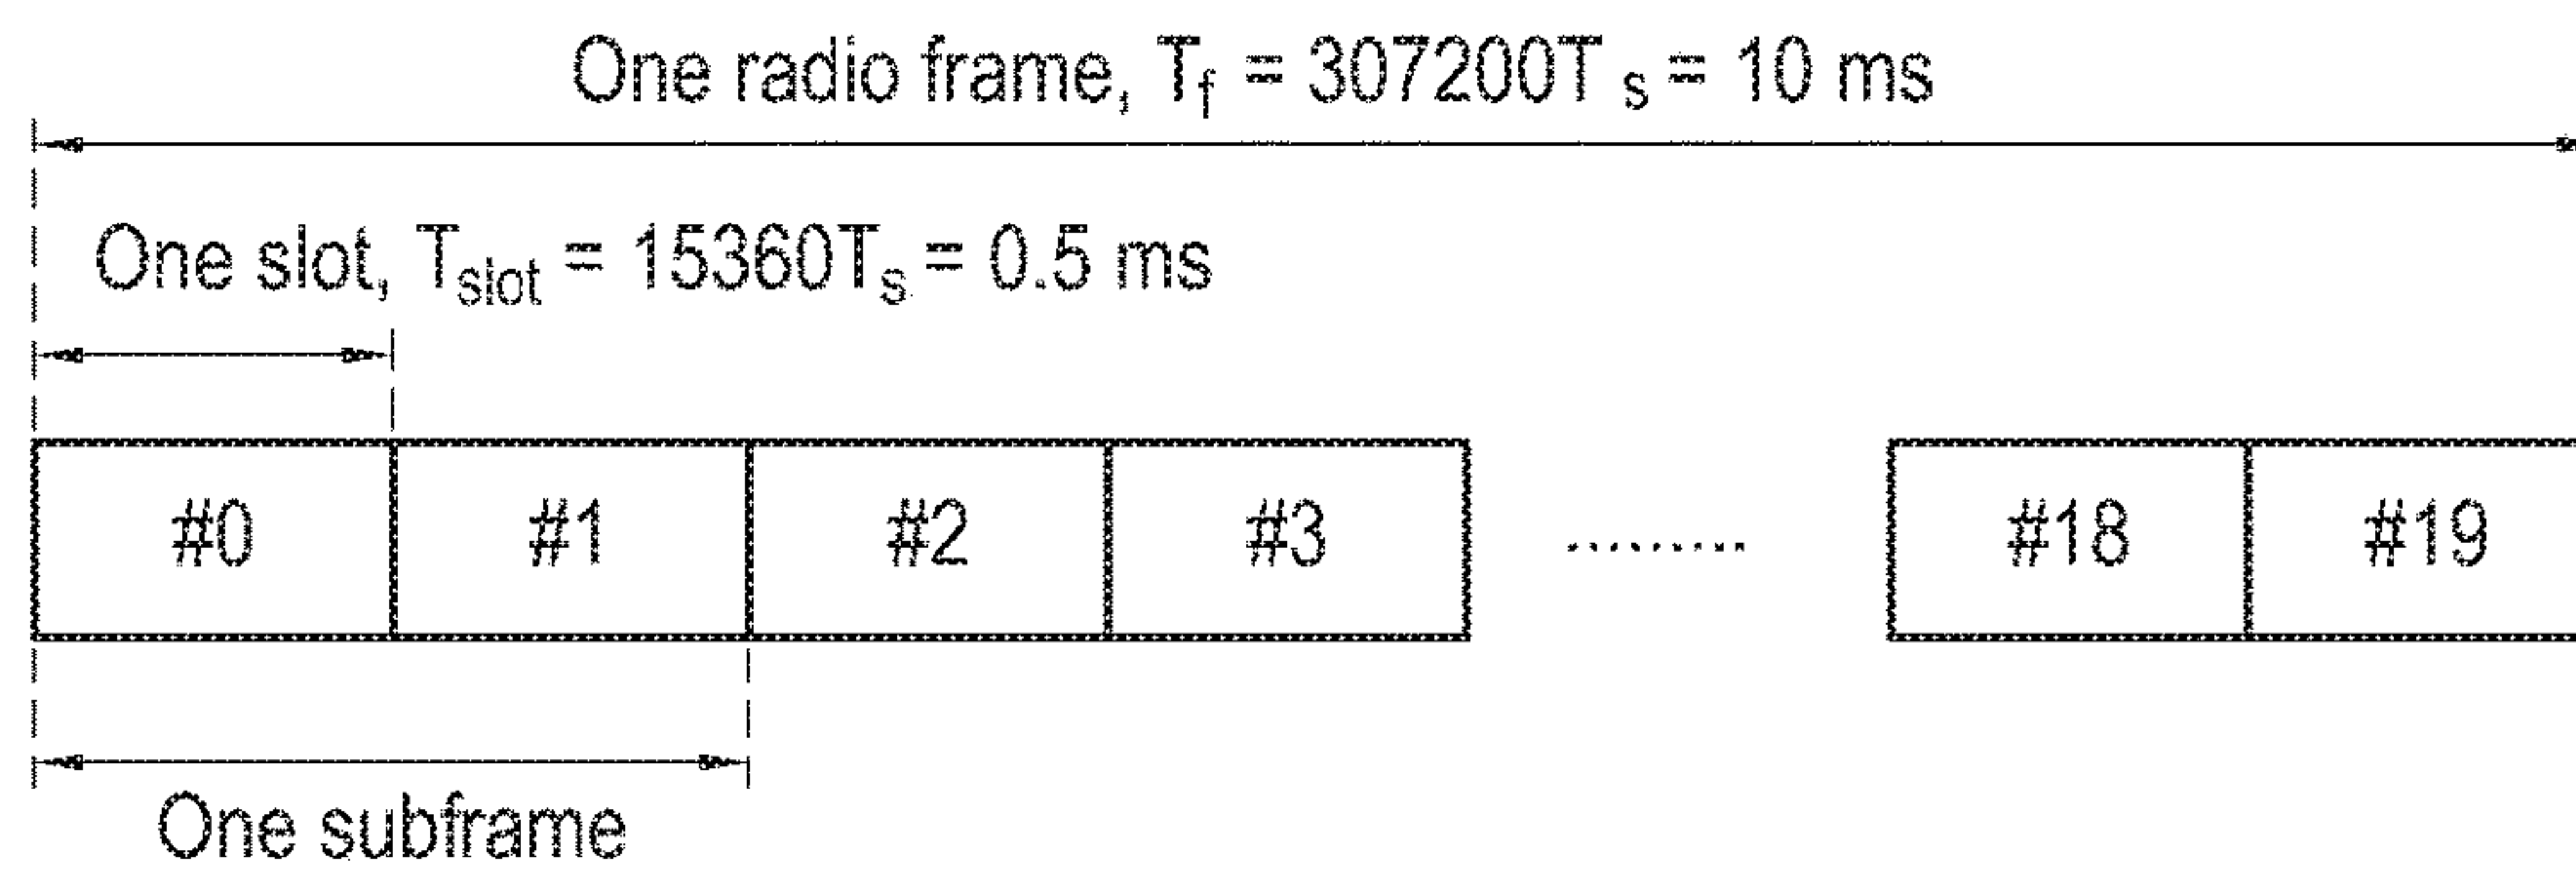 One radio frame, Tf = 307200Ts = 10 ms
One slot, Tslot = 15360Ts = 0.5 ms
#0 #1 #2 #3 ......... #18 #19
One subframe